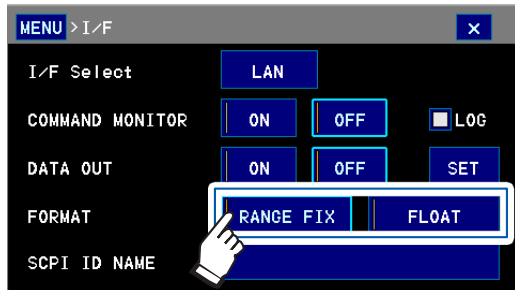 MENU >I/F ×
I/F Select LAN
COMMAND MONITOR ON OFF LOG
DATA OUT ON OFF SET
FORMAT RANGE FIX FLOAT
SCPI ID NAME